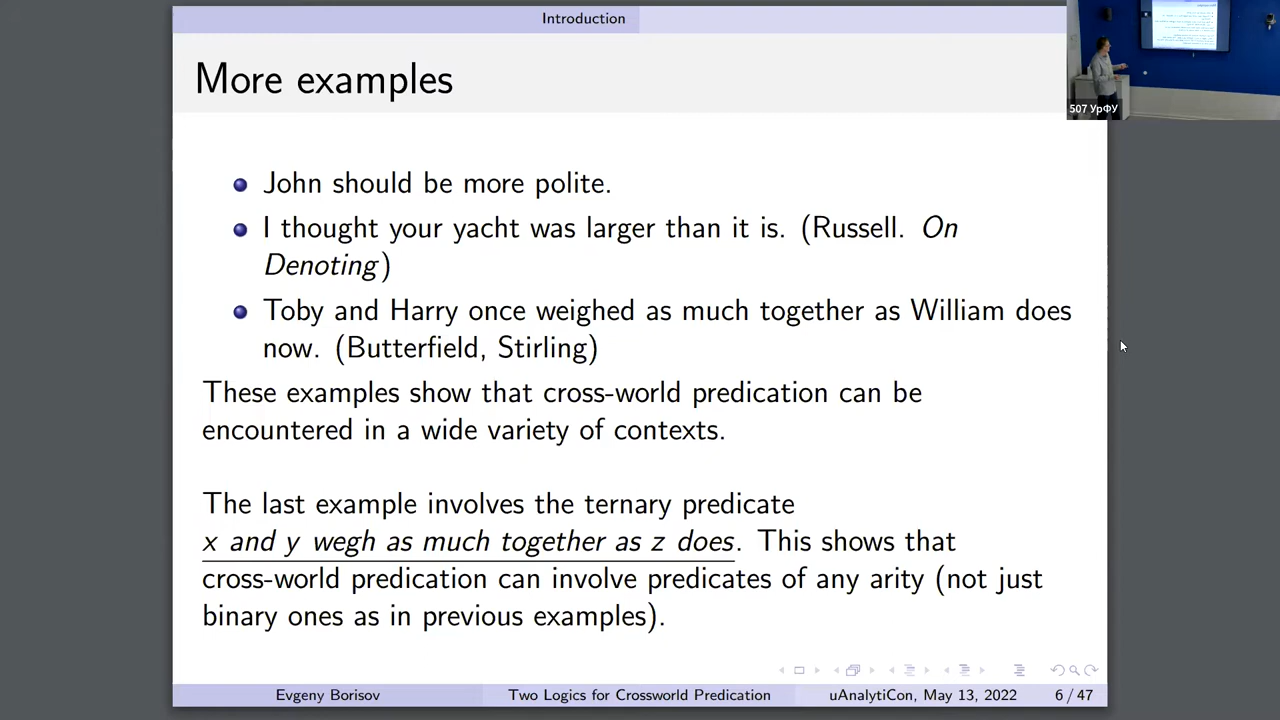 Introduction
More examples
John should be more polite.
I thought your yacht was larger than it is. (Russell. On
Denoting)
Toby and Harry once weighed as much together as William does
now. (Butterfield, Stirling)
These examples show that cross-world predication can be
encountered in a wide variety of contexts.
The last example involves the ternary predicate
x and y wegh as much together as z does. This shows that
cross-world predication can involve predicates of any arity (not just
binary ones as in previous examples).
Evgeny Borisov
Two Logics for Crossworld Predication
uAnalytiCon, May 13, 2022
6 / 47
507 УрФУ